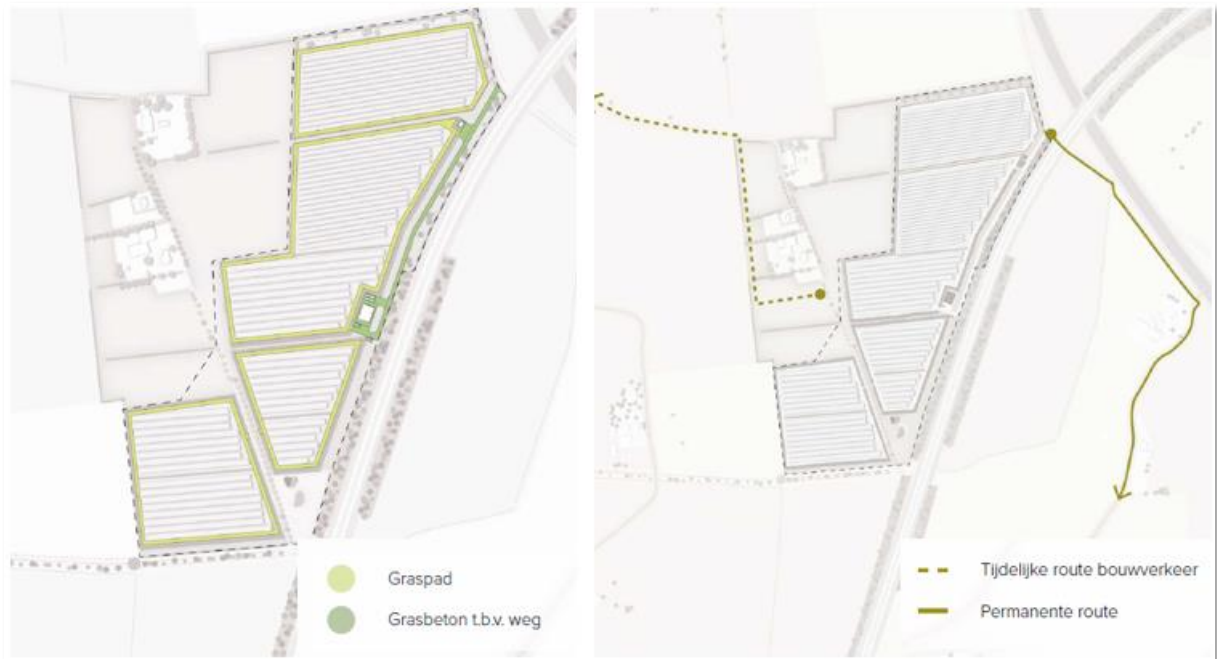 Graspad
Grasbeton t.b.v. weg
Tijdelijke route bouwverkeer
Permanente route